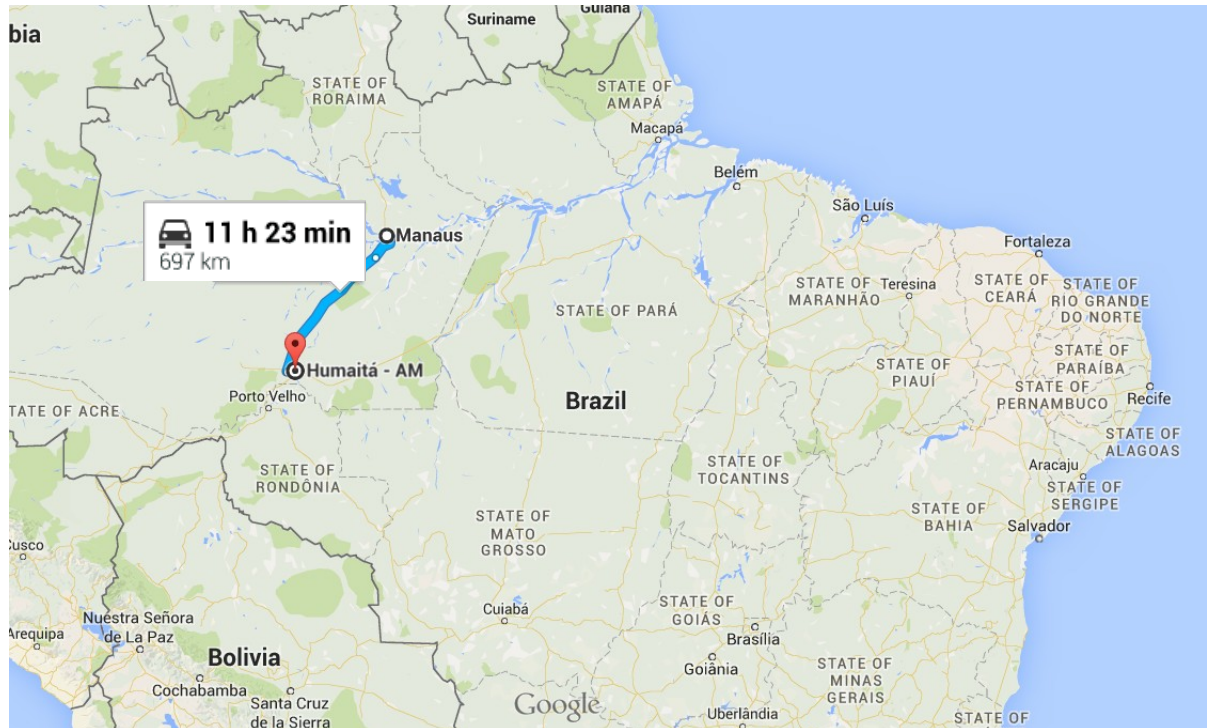 Guiana
Suriname
bia
STATE OF
RORAIMA
STATE OF
AMAPÁ
Macapá
Belém
São Luís
11 h 23 min
697 km
Manaus
Fortaleza
STATE OF
MARANHÃO
Teresina
STATE OF
CEARÁ
STATE OF
RIO GRANDE
DO NORTE
STATE OF PARÁ
STATE OF
PARAÍBA
Humaitá - AM
STATE OF
PIAUÍ
STATE OF
PERNAMBUCO
Recife
Porto Velho
Brazil
TATE OF ACRE
STATE OF
ALAGOAS
STATE OF
RONDÔNIA
STATE OF
TOCANTINS
Aracaju
STATE OF
SERGIPE
STATE OF
MATO
GROSSO
STATE OF
BAHIA
Salvador
Cusco
Cuiabá
STATE OF
GOIÁS
Nuestra Señora
de La Paz
Arequipa
Brasília
Goiânia
Bolivia
STATE OF
MINAS
GERAIS
Cochabamba
Santa Cruz
de la Sierra
Google
Uberlândia
STATE OF